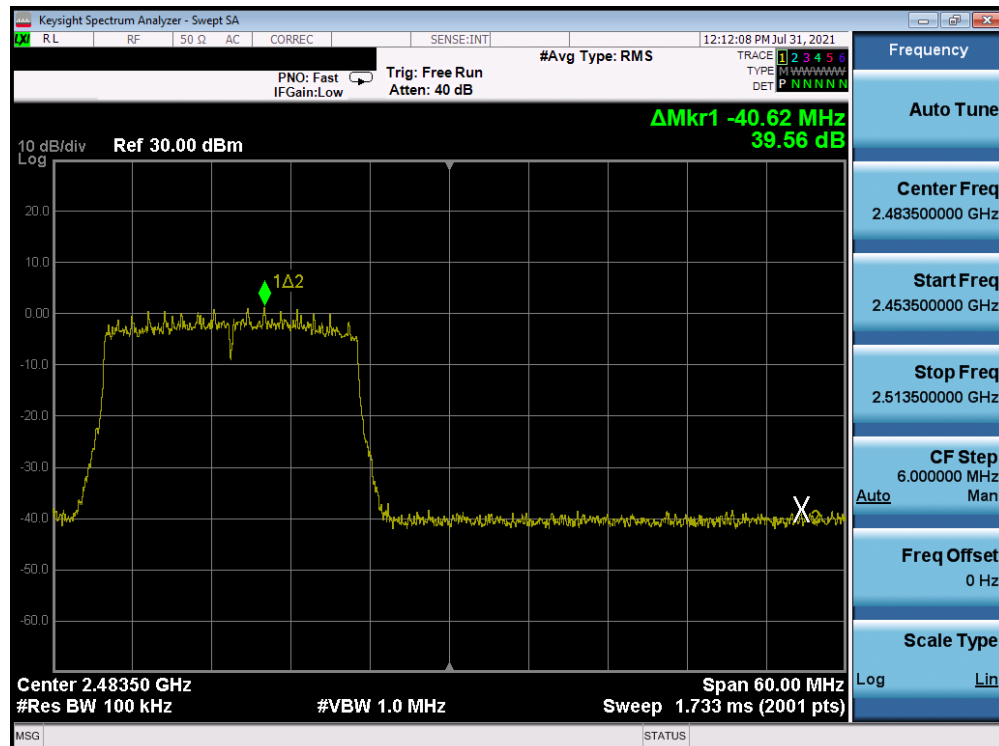 Keysight Spectrum Analyzer - Swept SA
LXI RL RF 50 Ω AC CORREC SENSE:INT 12:12:08 PM Jul 31, 2021
#Avg Type: RMS TRACE 1 2 3 4 5 6
PNO: Fast Trig: Free Run TYPE M WWWWW
IFGain:Low Atten: 40 dB DET P N N N N N
ΔMkr1 -40.62 MHz
39.56 dB
10 dB/div Ref 30.00 dBm
Log
20.0
10.0
0.00
-10.0
-20.0
-30.0
-40.0
-50.0
-60.0
1Δ2
X2
Center 2.48350 GHz Span 60.00 MHz
#Res BW 100 kHz #VBW 1.0 MHz Sweep 1.733 ms (2001 pts)
MSG STATUS
Frequency
Auto Tune
Center Freq
2.483500000 GHz
Start Freq
2.453500000 GHz
Stop Freq
2.513500000 GHz
CF Step
6.000000 MHz
Auto Man
Freq Offset
0 Hz
Scale Type
Log Lin